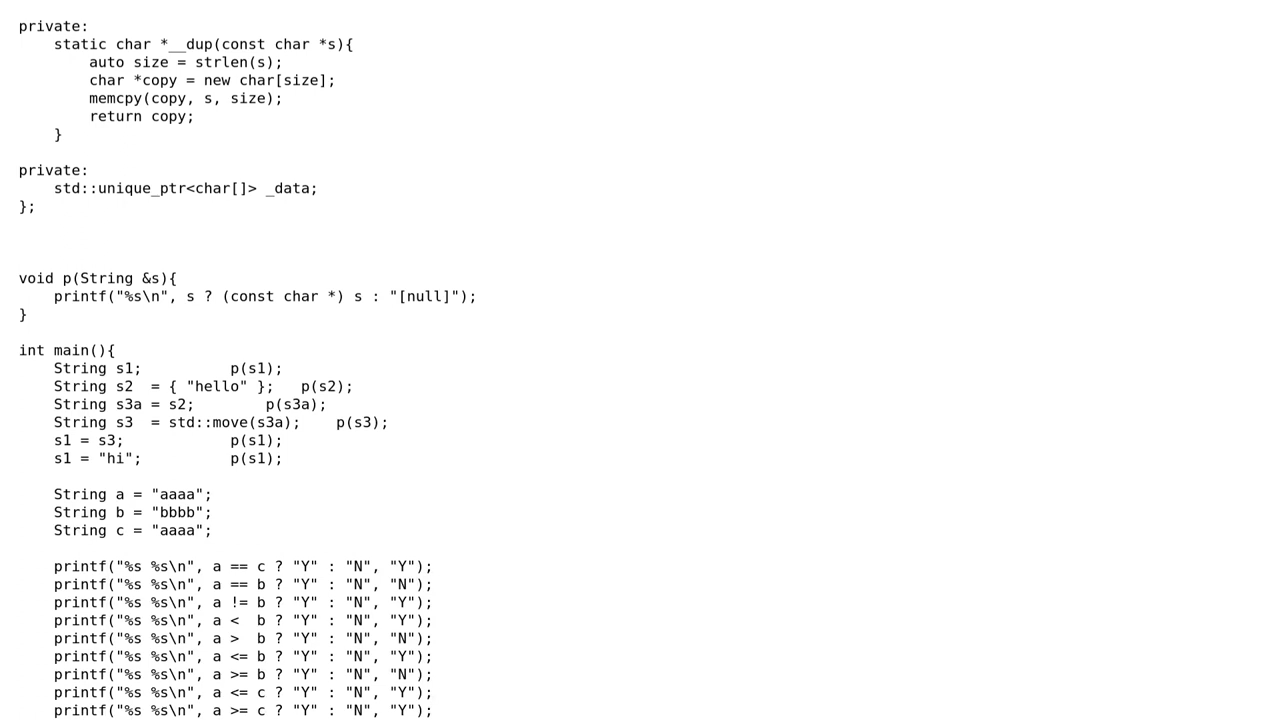 private:
    static char *__dup(const char *s){
        auto size = strlen(s);
        char *copy = new char[size];
        memcpy(copy, s, size);
        return copy;
    }

private:
    std::unique_ptr<char[]> _data;
};

void p(String &s){
    printf("%s\n", s ? (const char *) s : "[null]");
}

int main(){
    String s1;          p(s1);
    String s2  = { "hello" };   p(s2);
    String s3a = s2;        p(s3a);
    String s3  = std::move(s3a);    p(s3);
    s1 = s3;            p(s1);
    s1 = "hi";          p(s1);

    String a = "aaaa";
    String b = "bbbb";
    String c = "aaaa";

    printf("%s %s\n", a == c ? "Y" : "N", "Y");
    printf("%s %s\n", a == b ? "Y" : "N", "N");
    printf("%s %s\n", a != b ? "Y" : "N", "Y");
    printf("%s %s\n", a <  b ? "Y" : "N", "Y");
    printf("%s %s\n", a >  b ? "Y" : "N", "N");
    printf("%s %s\n", a <= b ? "Y" : "N", "Y");
    printf("%s %s\n", a >= b ? "Y" : "N", "N");
    printf("%s %s\n", a <= c ? "Y" : "N", "Y");
    printf("%s %s\n", a >= c ? "Y" : "N", "Y");